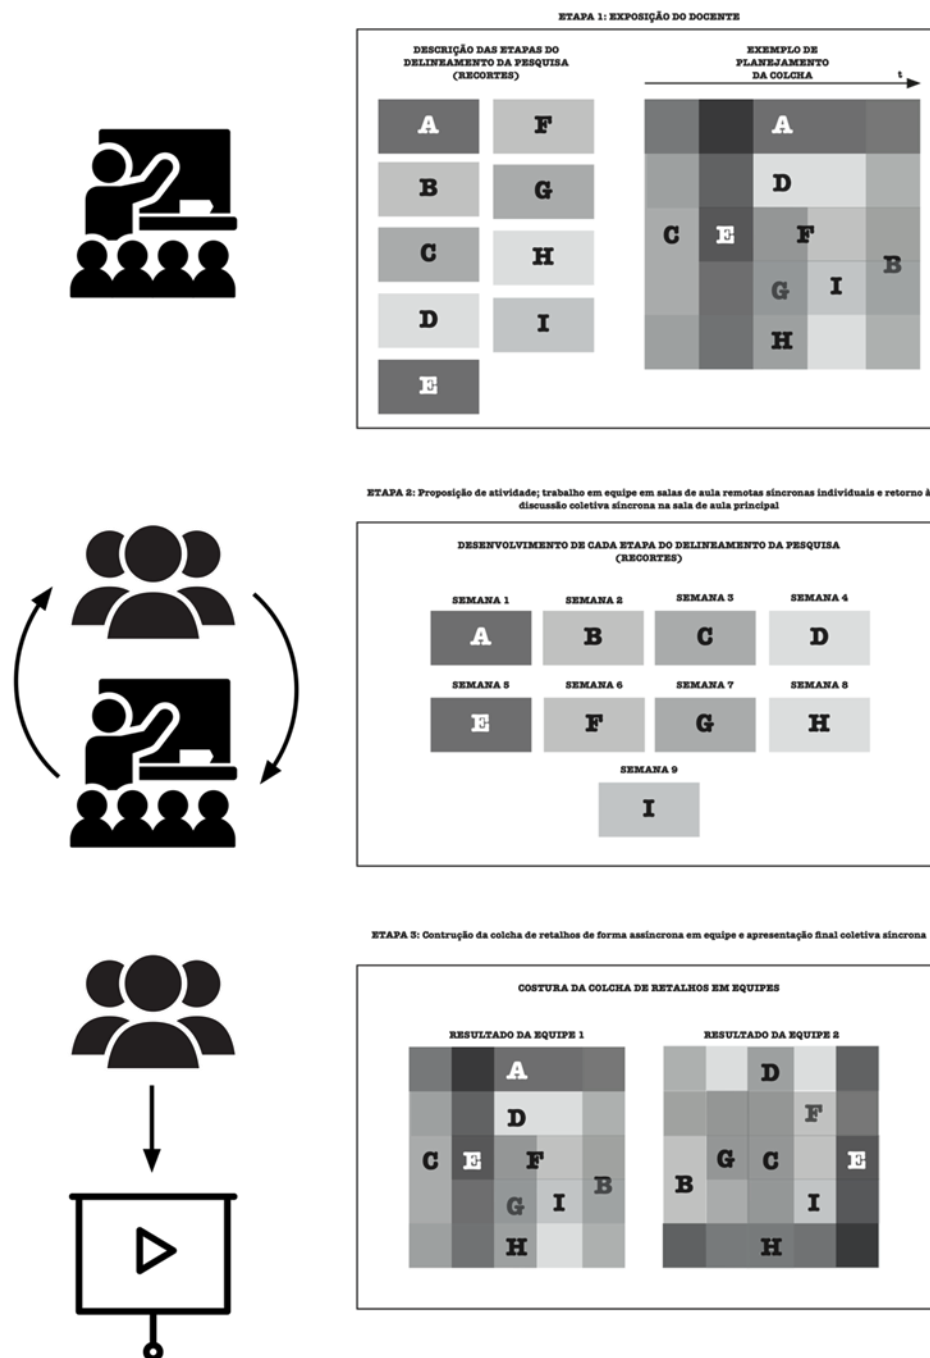 ETAPA 1: EXPOSIÇÃO DO DOCENTE
DESCRIÇÃO DAS ETAPAS DO
DELINEAMENTO DA PESQUISA
(RECORTES)
A
B
C
D
E
F
G
H
I
EXEMPLO DE
PLANEJAMENTO
DA COLCHA
t
A
D
C E F
B
G I
H
ETAPA 2: Proposição de atividade; trabalho em equipe em salas de aula remotas síncronas individuais e retorno à
discussão coletiva síncrona na sala de aula principal
DESENVOLVIMENTO DE CADA ETAPA DO DELINEAMENTO DA PESQUISA
(RECORTES)
SEMANA 1 SEMANA 2 SEMANA 3 SEMANA 4
A B C D
SEMANA 5 SEMANA 6 SEMANA 7 SEMANA 8
E F G H
SEMANA 9
I
ETAPA 3: Contrução da colcha de retalhos de forma assíncrona em equipe e apresentação final coletiva síncrona
COSTURA DA COLCHA DE RETALHOS EM EQUIPES
RESULTADO DA EQUIPE 1
A
D
C E F
B
G I
H
RESULTADO DA EQUIPE 2
D
F
G C E
B
I
H